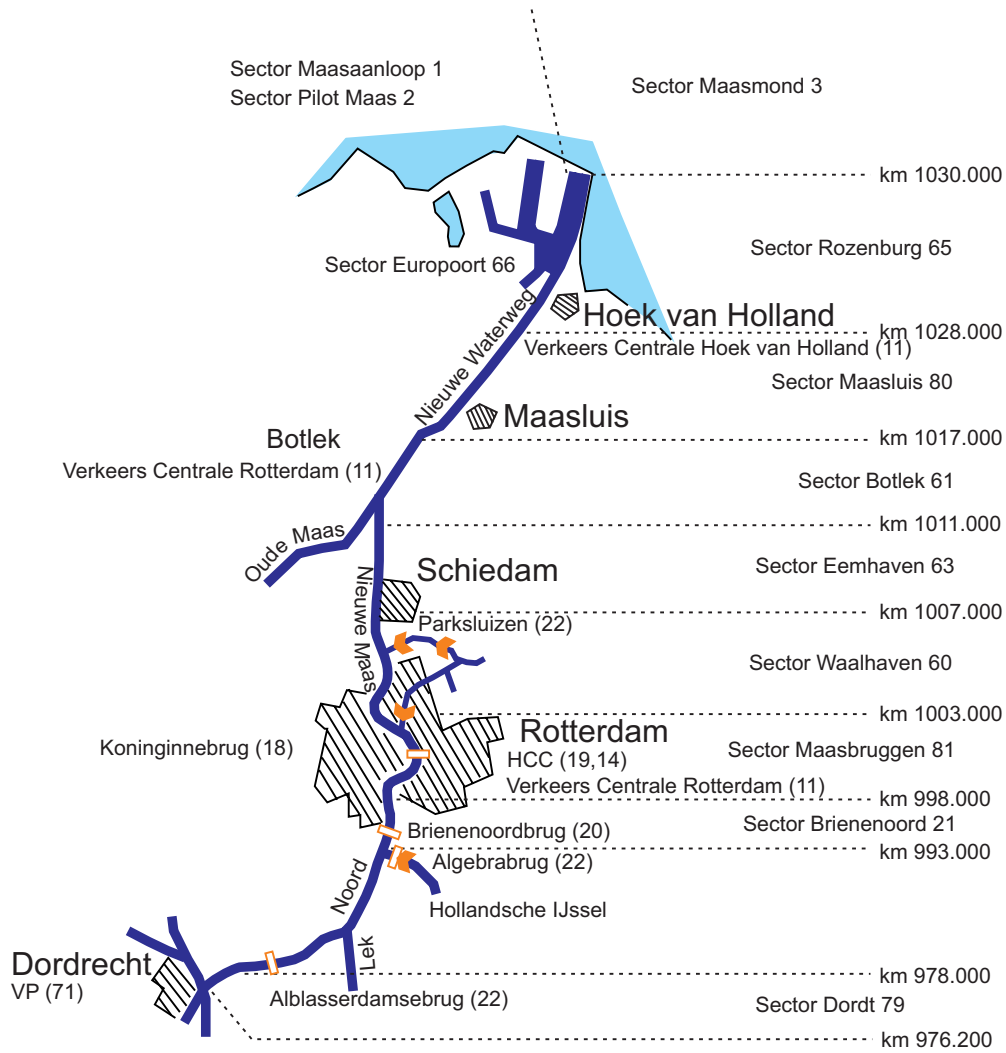 Sector Maasaanloop 1
Sector Pilot Maas 2
Sector Maasmond 3
km 1030.000
Sector Rozenburg 65
Sector Europoort 66
Hoek van Holland
km 1028.000
Verkeers Centrale Hoek van Holland (11)
Nieuwe Waterweg
Sector Maasluis 80
Maasluis
Botlek
km 1017.000
Verkeers Centrale Rotterdam (11)
Sector Botlek 61
km 1011.000
Oude Maas
Schiedam
Sector Eemhaven 63
Nieuwe Maas
km 1007.000
Parksluizen (22)
Sector Waalhaven 60
km 1003.000
Rotterdam
Koninginnebrug (18)
HCC (19,14)
Sector Maasbruggen 81
Verkeers Centrale Rotterdam (11)
km 998.000
Brienenoordbrug (20)
Sector Brienenoord 21
km 993.000
Algebrabrug (22)
Noord
Hollandsche IJssel
Lek
Dordrecht
VP (71)
km 978.000
Alblasserdamsebrug (22)
Sector Dordt 79
km 976.200